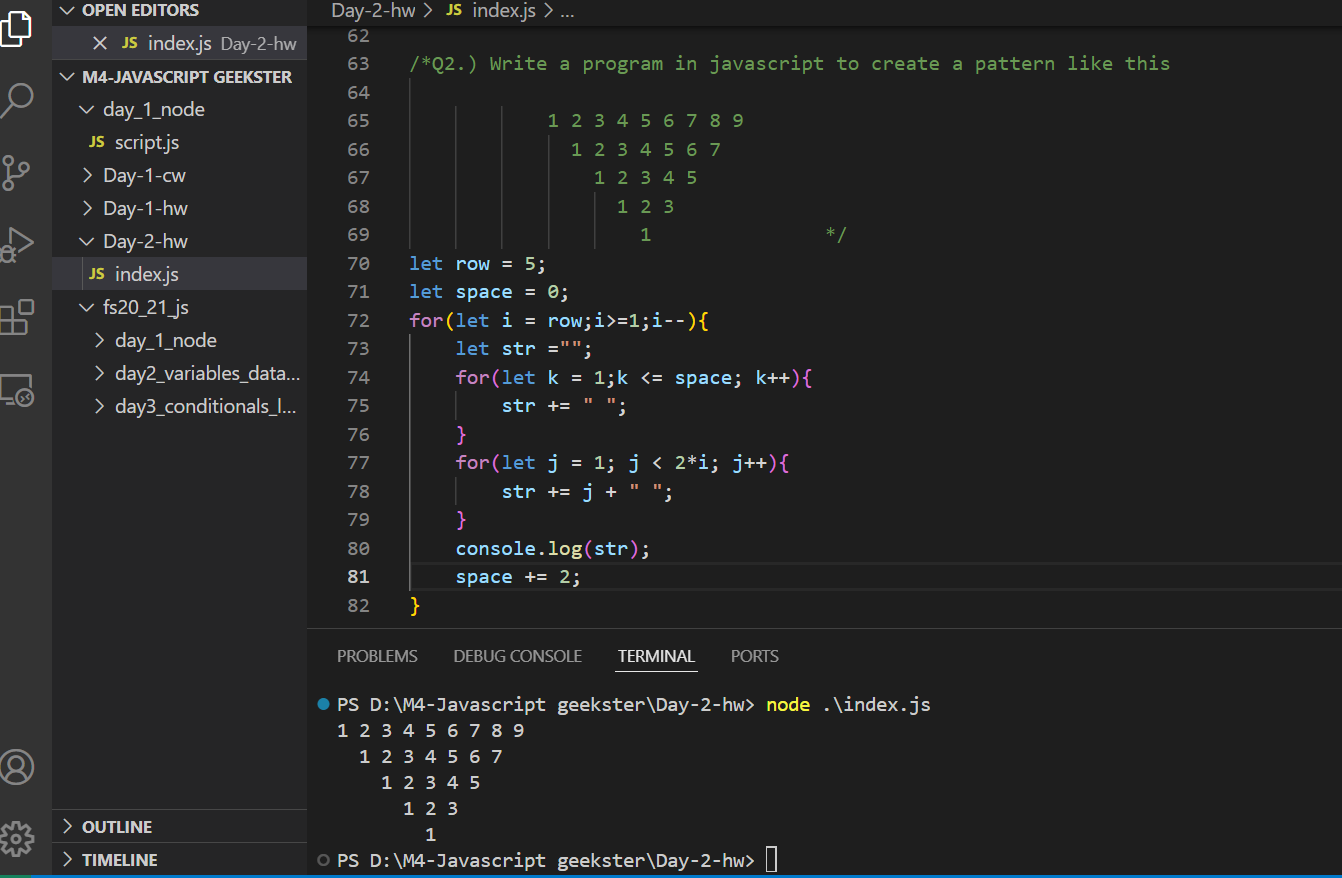 OPEN EDITORS
JS index.js Day-2-hw
M4-JAVASCRIPT GEEKSTER
day_1_node
JS script.js
Day-1-cw
Day-1-hw
Day-2-hw
JS index.js
fs20_21_js
day_1_node
day2_variables_data...
day3_conditionals_l...
OUTLINE
TIMELINE
Day-2-hw > JS index.js > ...
62
63 /*Q2.) Write a program in javascript to create a pattern like this
64
65             1 2 3 4 5 6 7 8 9
66               1 2 3 4 5 6 7
67                 1 2 3 4 5
68                   1 2 3
69                     1                */
70 let row = 5;
71 let space = 0;
72 for(let i = row;i>=1;i--){
73     let str ="";
74     for(let k = 1;k <= space; k++){
75         str += " ";
76     }
77     for(let j = 1; j < 2*i; j++){
78         str += j + " ";
79     }
80     console.log(str);
81     space += 2;
82 }
PROBLEMS DEBUG CONSOLE TERMINAL PORTS
PS D:\M4-Javascript geekster\Day-2-hw> node .\index.js
1 2 3 4 5 6 7 8 9
  1 2 3 4 5 6 7
    1 2 3 4 5
      1 2 3
        1
PS D:\M4-Javascript geekster\Day-2-hw>